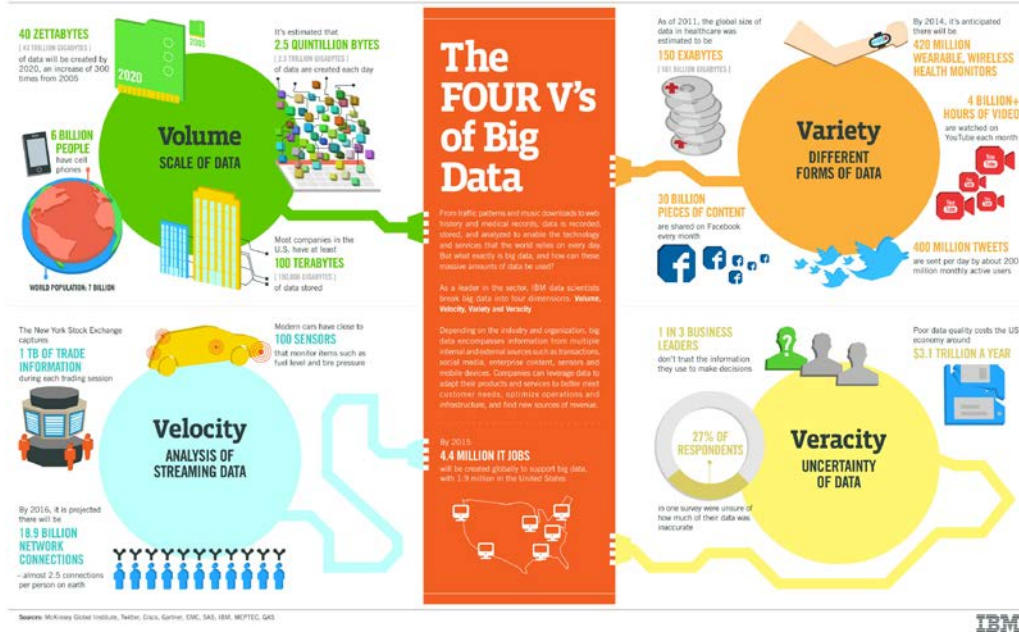 40 ZETTABYTES
[ 43 TRILLION GIGABYTES ]
of data will be created by
2020, an increase of 300
times from 2005
2005
2020
It's estimated that
2.5 QUINTILLION BYTES
[ 2.3 TRILLION GIGABYTES ]
of data are created each day
6 BILLION
PEOPLE
have cell
phones
WORLD POPULATION: 7 BILLION
Volume
SCALE OF DATA
Most companies in the
U.S. have at least
100 TERABYTES
[ 100,000 GIGABYTES ]
of data stored
The New York Stock Exchange
captures
1 TB OF TRADE
INFORMATION
during each trading session
Modern cars have close to
100 SENSORS
that monitor items such as
fuel level and tire pressure
Velocity
ANALYSIS OF
STREAMING DATA
By 2016, it is projected
there will be
18.9 BILLION
NETWORK
CONNECTIONS
– almost 2.5 connections
per person on earth
The
FOUR V's
of Big
Data
From traffic patterns and music downloads to web
history and medical records, data is recorded,
stored, and analyzed to enable the technology
and services that the world relies on every day.
But what exactly is big data, and how can these
massive amounts of data be used?
As a leader in the sector, IBM data scientists
break big data into four dimensions: Volume,
Velocity, Variety and Veracity
Depending on the industry and organization, big
data encompasses information from multiple
internal and external sources such as transactions,
social media, enterprise content, sensors and
mobile devices. Companies can leverage data to
adapt their products and services to better meet
customer needs, optimize operations and
infrastructure, and find new sources of revenue.
By 2015
4.4 MILLION IT JOBS
will be created globally to support big data,
with 1.9 million in the United States
As of 2011, the global size of
data in healthcare was
estimated to be
150 EXABYTES
[ 161 BILLION GIGABYTES ]
By 2014, it's anticipated
there will be
420 MILLION
WEARABLE, WIRELESS
HEALTH MONITORS
4 BILLION+
HOURS OF VIDEO
are watched on
YouTube each month
You Tube
Variety
DIFFERENT
FORMS OF DATA
30 BILLION
PIECES OF CONTENT
are shared on Facebook
every month
400 MILLION TWEETS
are sent per day by about 200
million monthly active users
1 IN 3 BUSINESS
LEADERS
don't trust the information
they use to make decisions
Poor data quality costs the US
economy around
$3.1 TRILLION A YEAR
27% OF
RESPONDENTS
in one survey were unsure of
how much of their data was
inaccurate
Veracity
UNCERTAINTY
OF DATA
Sources: McKinsey Global Institute, Twitter, Cisco, Gartner, EMC, SAS, IBM, MEPTEC, QAS
IBM